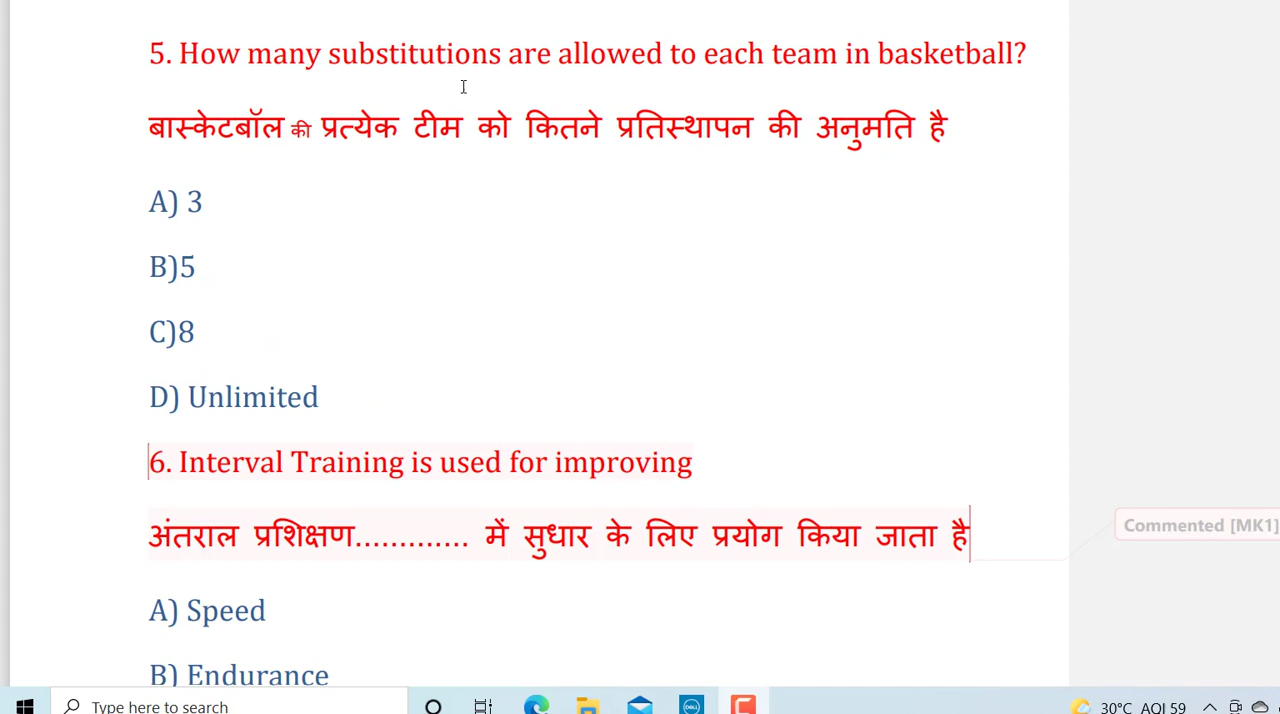 5. How many substitutions are allowed to each team in basketball?
बास्केटबॉल की प्रत्येक टीम को कितने प्रतिस्थापन की अनुमति है
A) 3
B)5
C)8
D) Unlimited
6. Interval Training is used for improving
अंतराल प्रशिक्षण............. में सुधार के लिए प्रयोग किया जाता है
Commented [MK1]
A) Speed
B) Endurance
Type here to search
DELL
30°C AQI 59